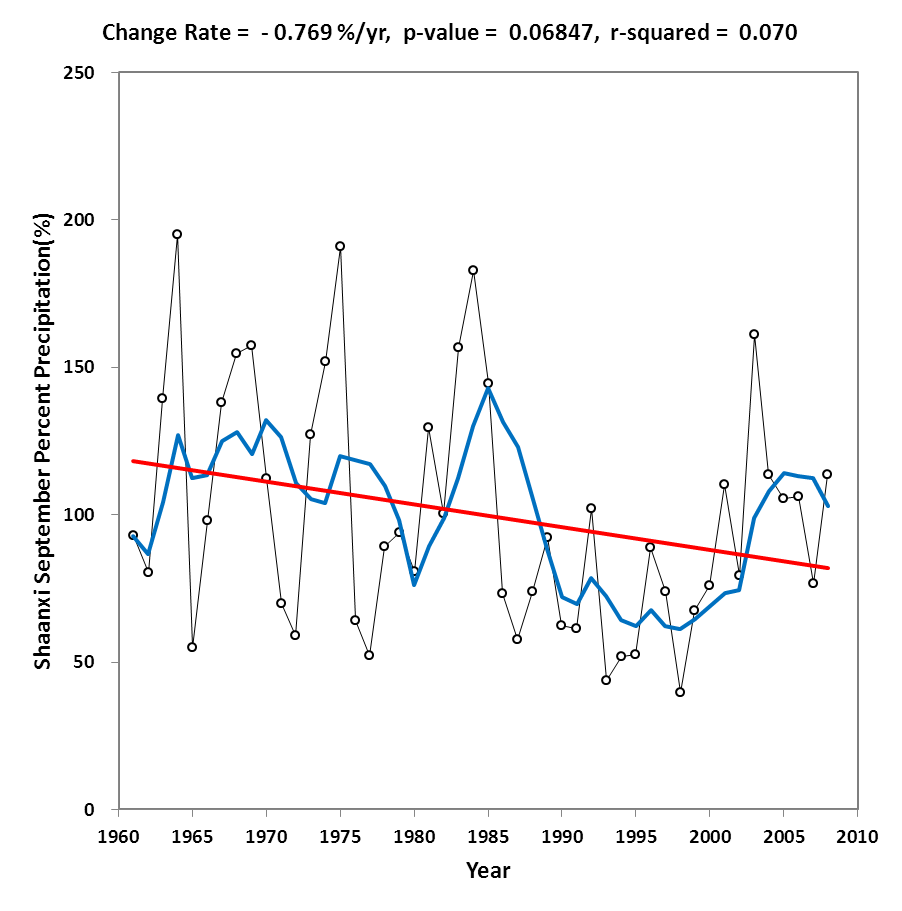 Change Rate = - 0.769 %/yr, p-value = 0.06847, r-squared = 0.070
250
200
150
100
50
0
Shaanxi September Percent Precipitation(%)
1960 1965 1970 1975 1980 1985 1990 1995 2000 2005 2010
Year